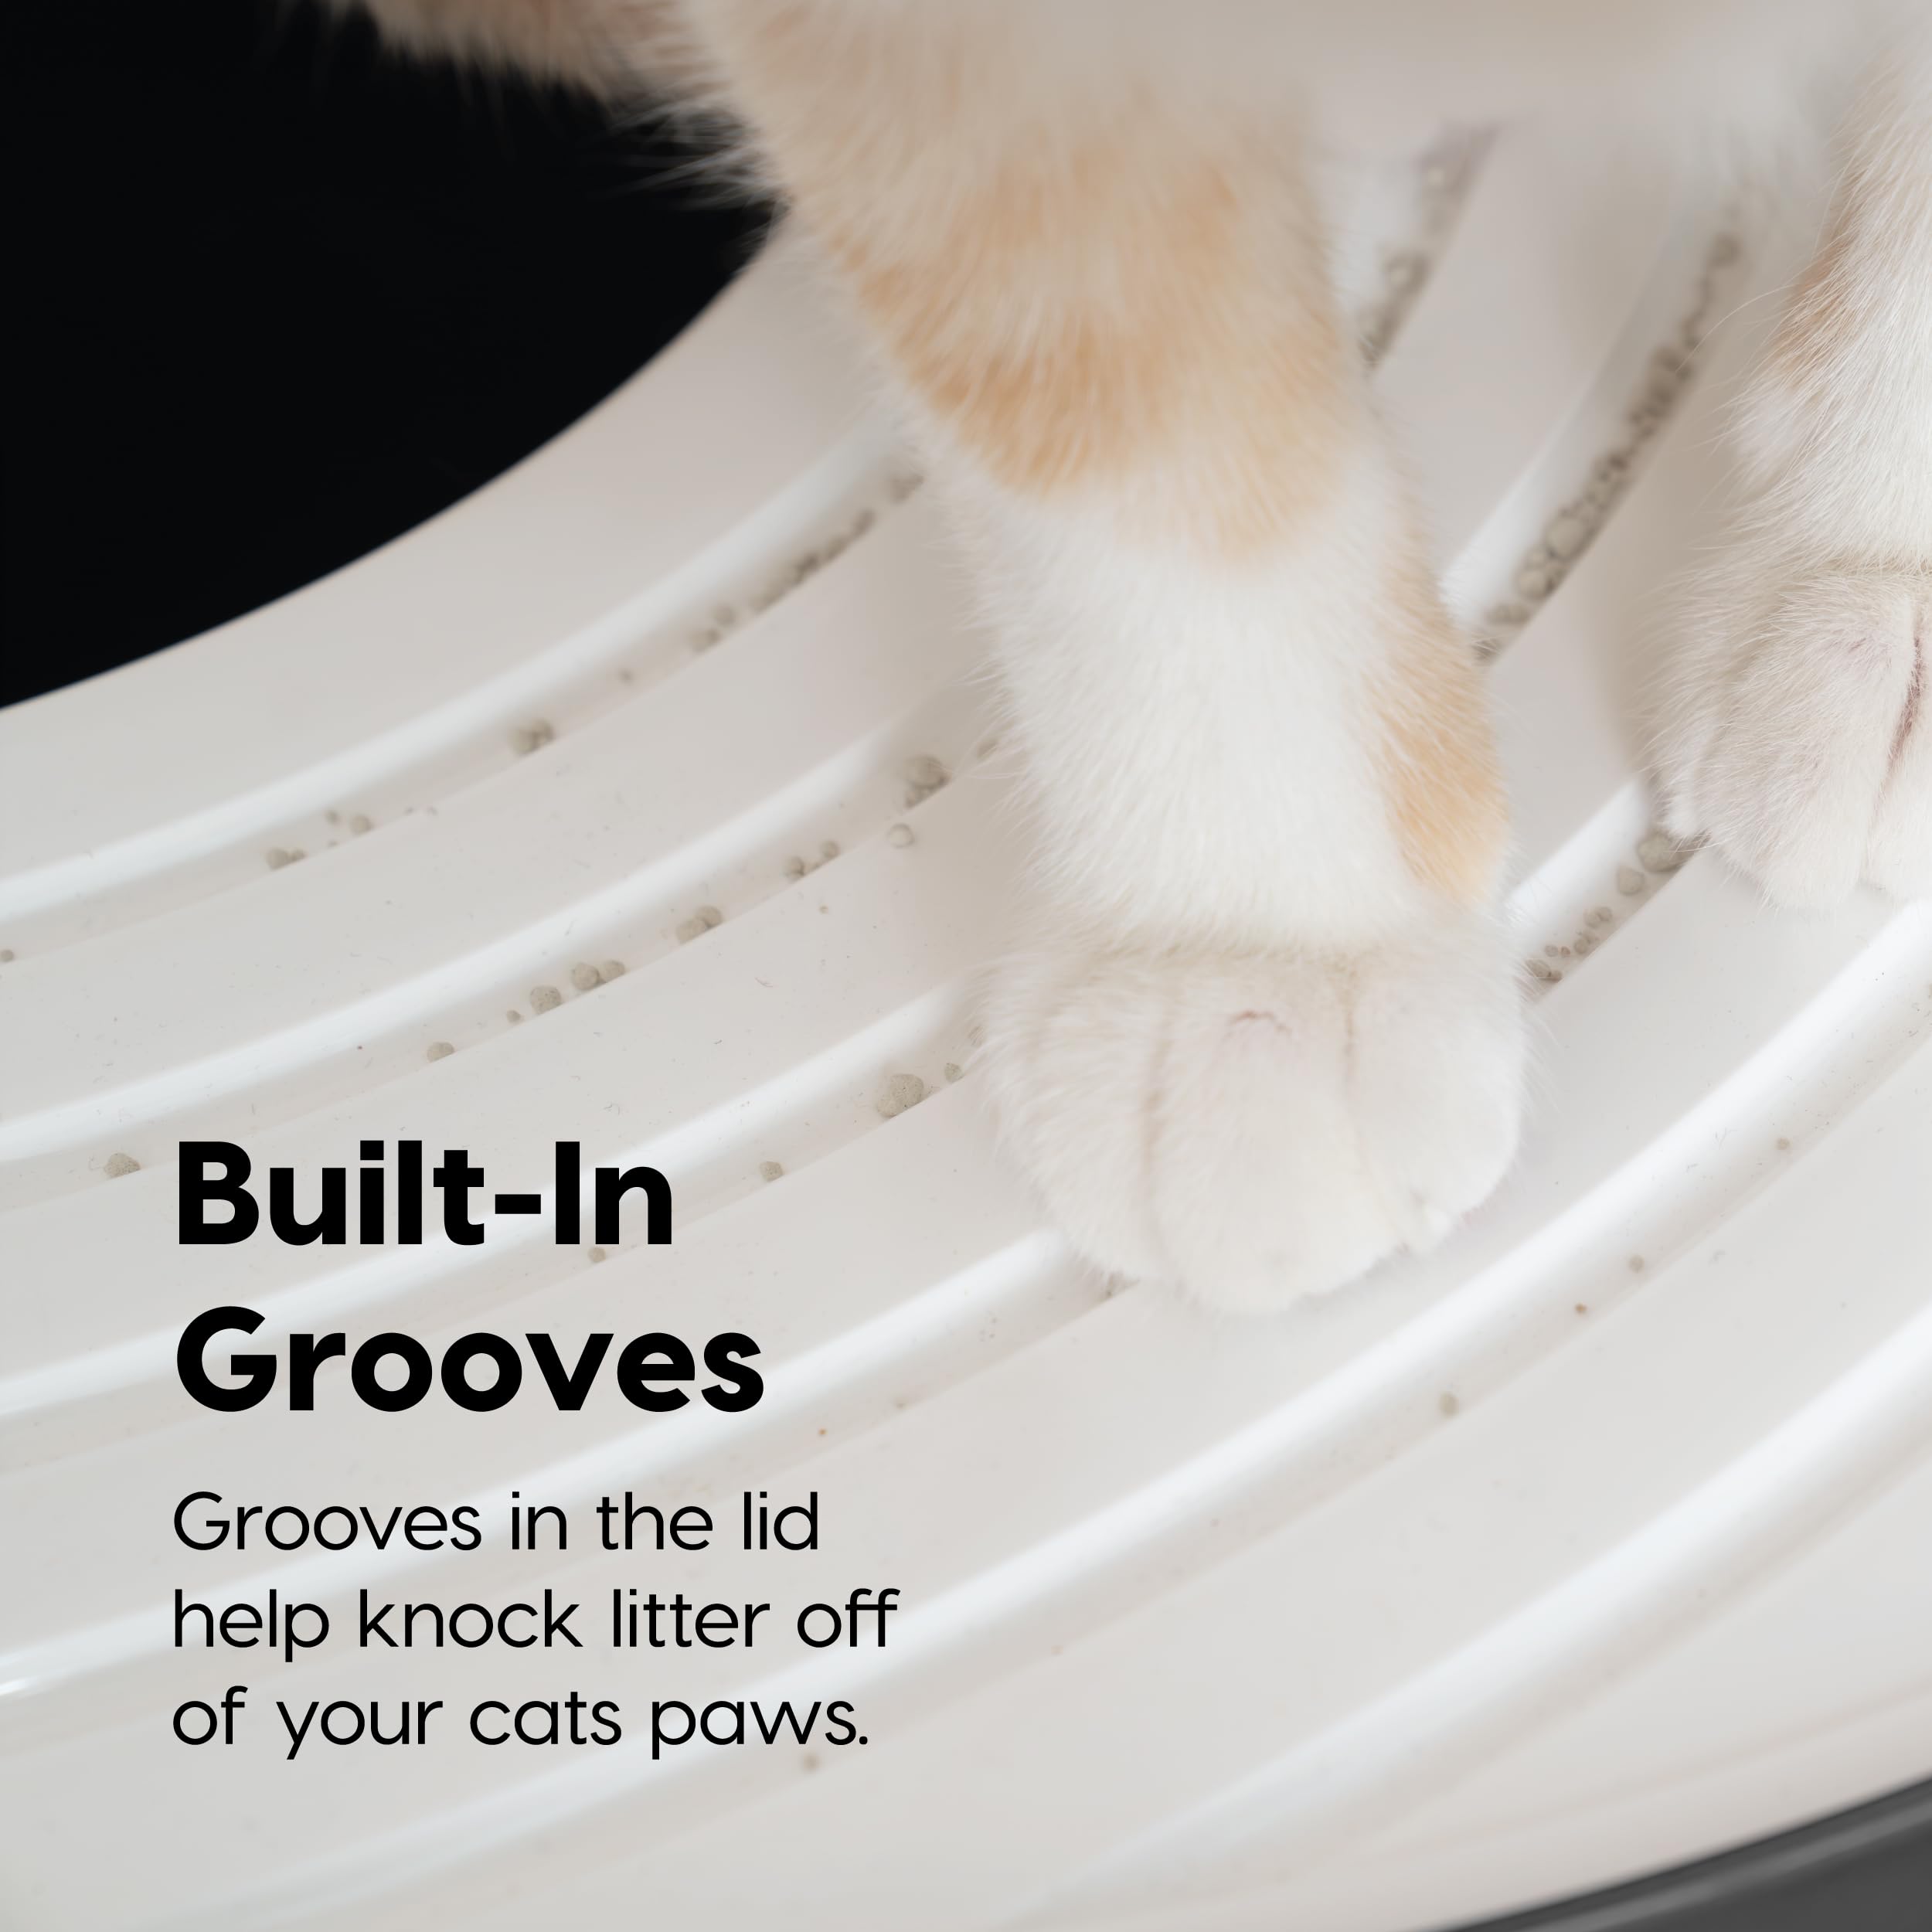 Built-In
Grooves
Grooves in the lid
help knock litter off
of your cats paws.